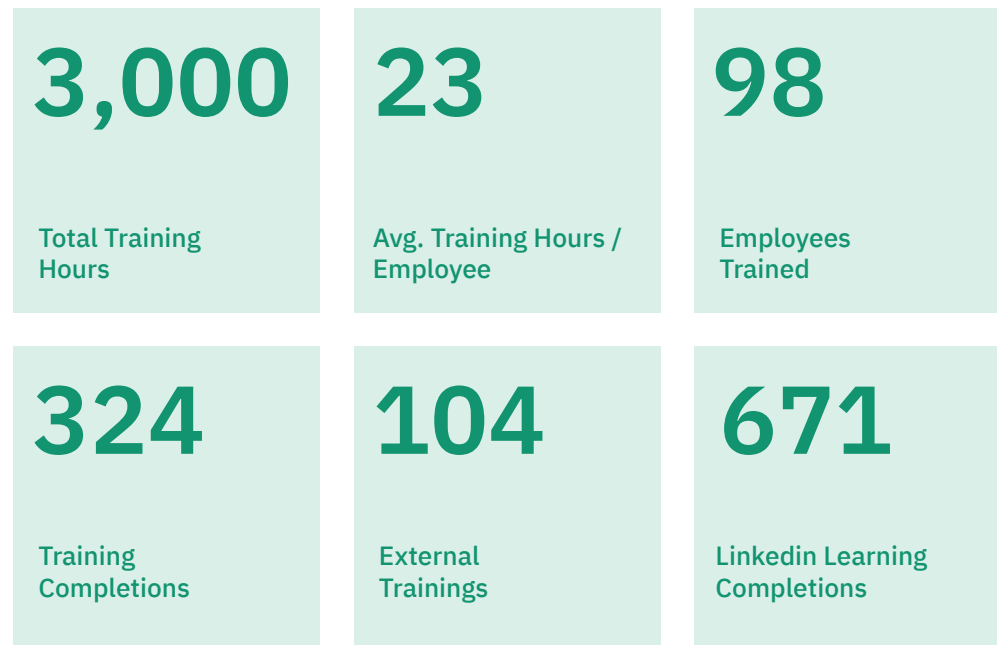 3,000
Total Training
Hours
23
Avg. Training Hours /
Employee
98
Employees
Trained
324
Training
Completions
104
External
Trainings
671
Linkedin Learning
Completions